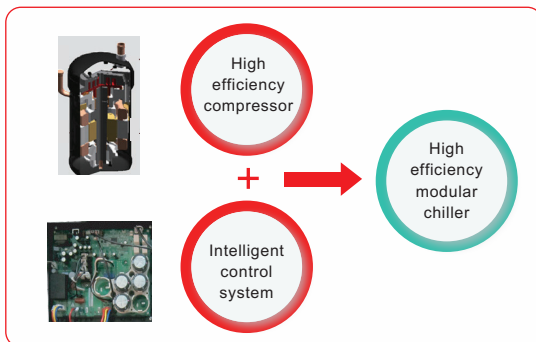 High
efficiency
compressor
+
High
efficiency
modular
chiller
Intelligent
control
system